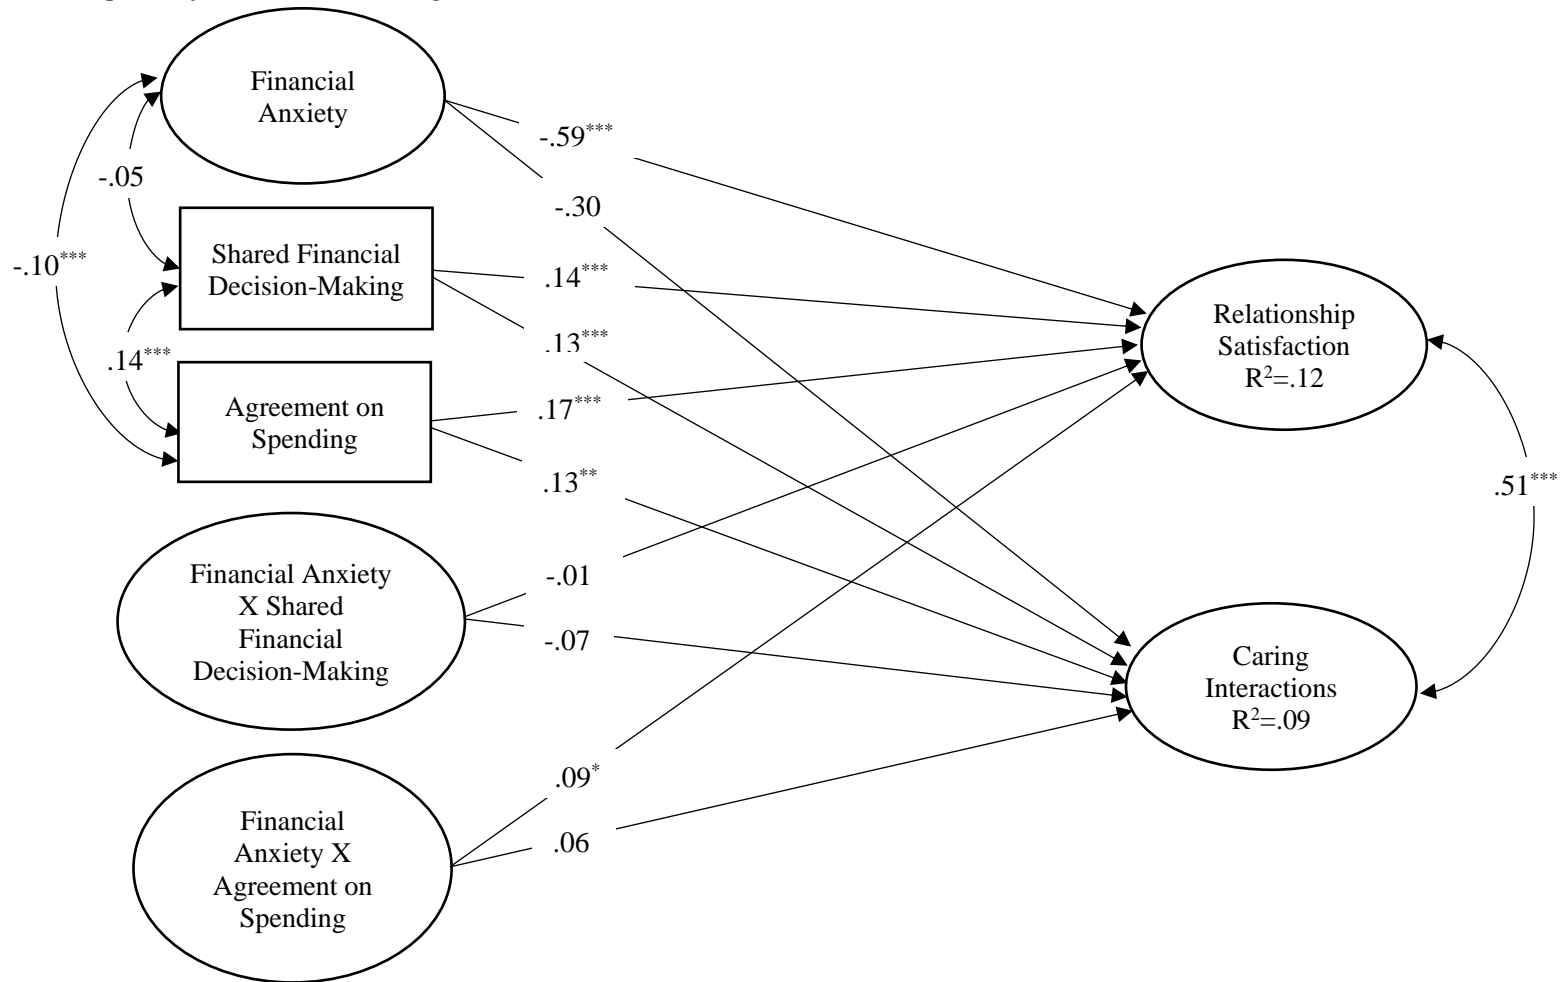 Financial
Anxiety
-.59***
-.05
-.30
Shared Financial
Decision-Making
-.10***
.14***
.13***
.14***
Agreement on
Spending
.17***
.13**
Relationship
Satisfaction
R²=.12
.51***
Financial Anxiety
X Shared
Financial
Decision-Making
-.01
-.07
Caring
Interactions
R²=.09
.09*
.06
Financial
Anxiety X
Agreement on
Spending